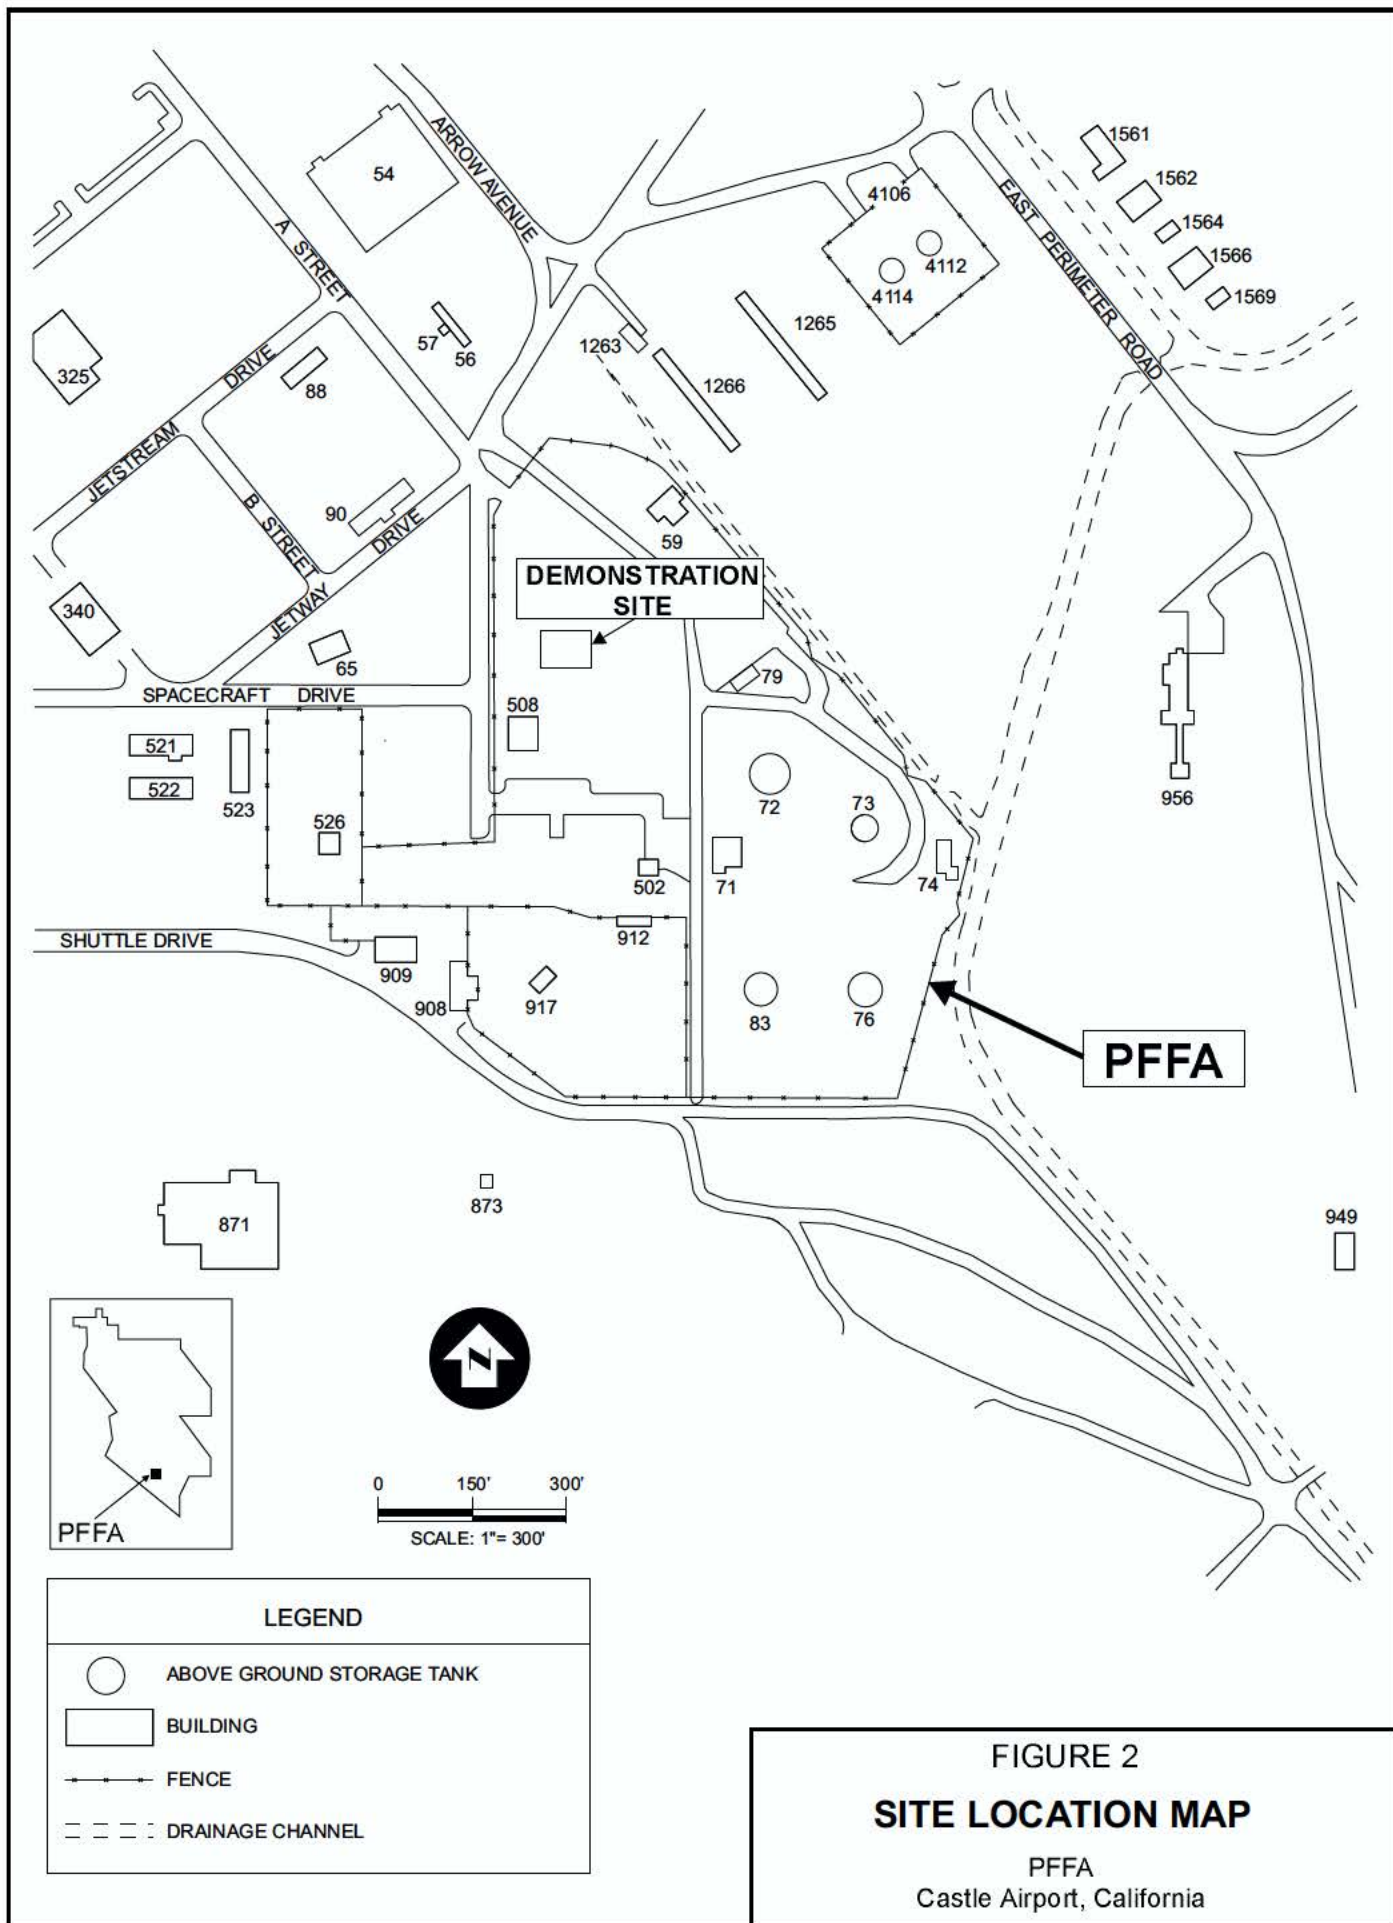 1561
ARROW AVENUE
54
1562
4106
EAST PERIMETER ROAD
1564
A STREET
4112
1566
4114
1569
1265
57
56
1263
325
DRIVE
88
1266
JETSTREAM
B STREET
90
DRIVE
59
DEMONSTRATION
SITE
340
JETWAY
65
79
SPACECRAFT DRIVE
508
521
522
523
72
73
956
526
502
71
74
912
SHUTTLE DRIVE
909
908
917
83
76
PFFA
873
871
949
N
PFFA
0 150' 300'
SCALE: 1"= 300'
LEGEND
ABOVE GROUND STORAGE TANK
BUILDING
FENCE
DRAINAGE CHANNEL
FIGURE 2
SITE LOCATION MAP
PFFA
Castle Airport, California